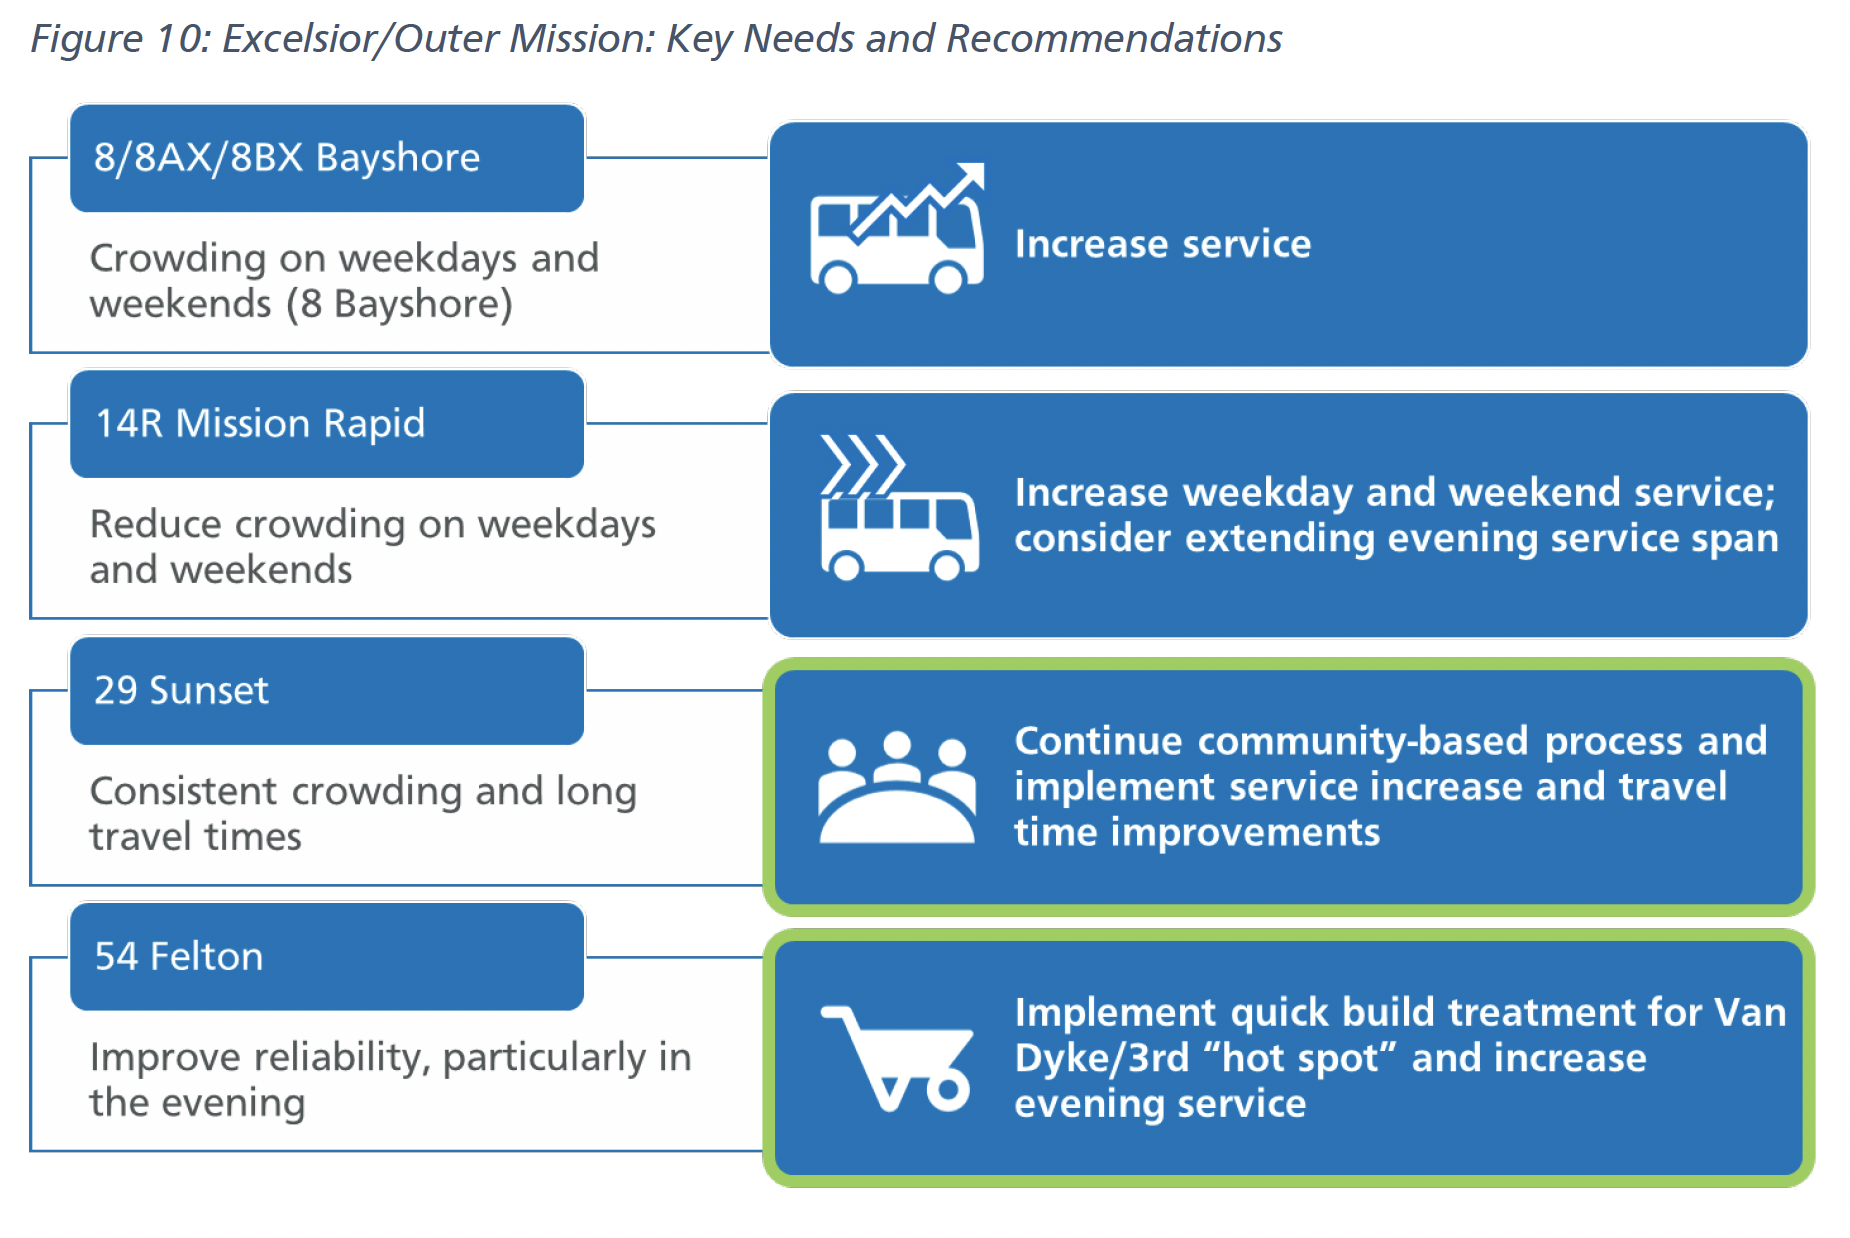 Figure 10: Excelsior/Outer Mission: Key Needs and Recommendations
8/8AX/8BX Bayshore
Crowding on weekdays and
weekends (8 Bayshore)
Increase service
14R Mission Rapid
Reduce crowding on weekdays
and weekends
Increase weekday and weekend service;
consider extending evening service span
29 Sunset
Consistent crowding and long
travel times
Continue community-based process and
implement service increase and travel
time improvements
54 Felton
Improve reliability, particularly in
the evening
Implement quick build treatment for Van
Dyke/3rd “hot spot” and increase
evening service